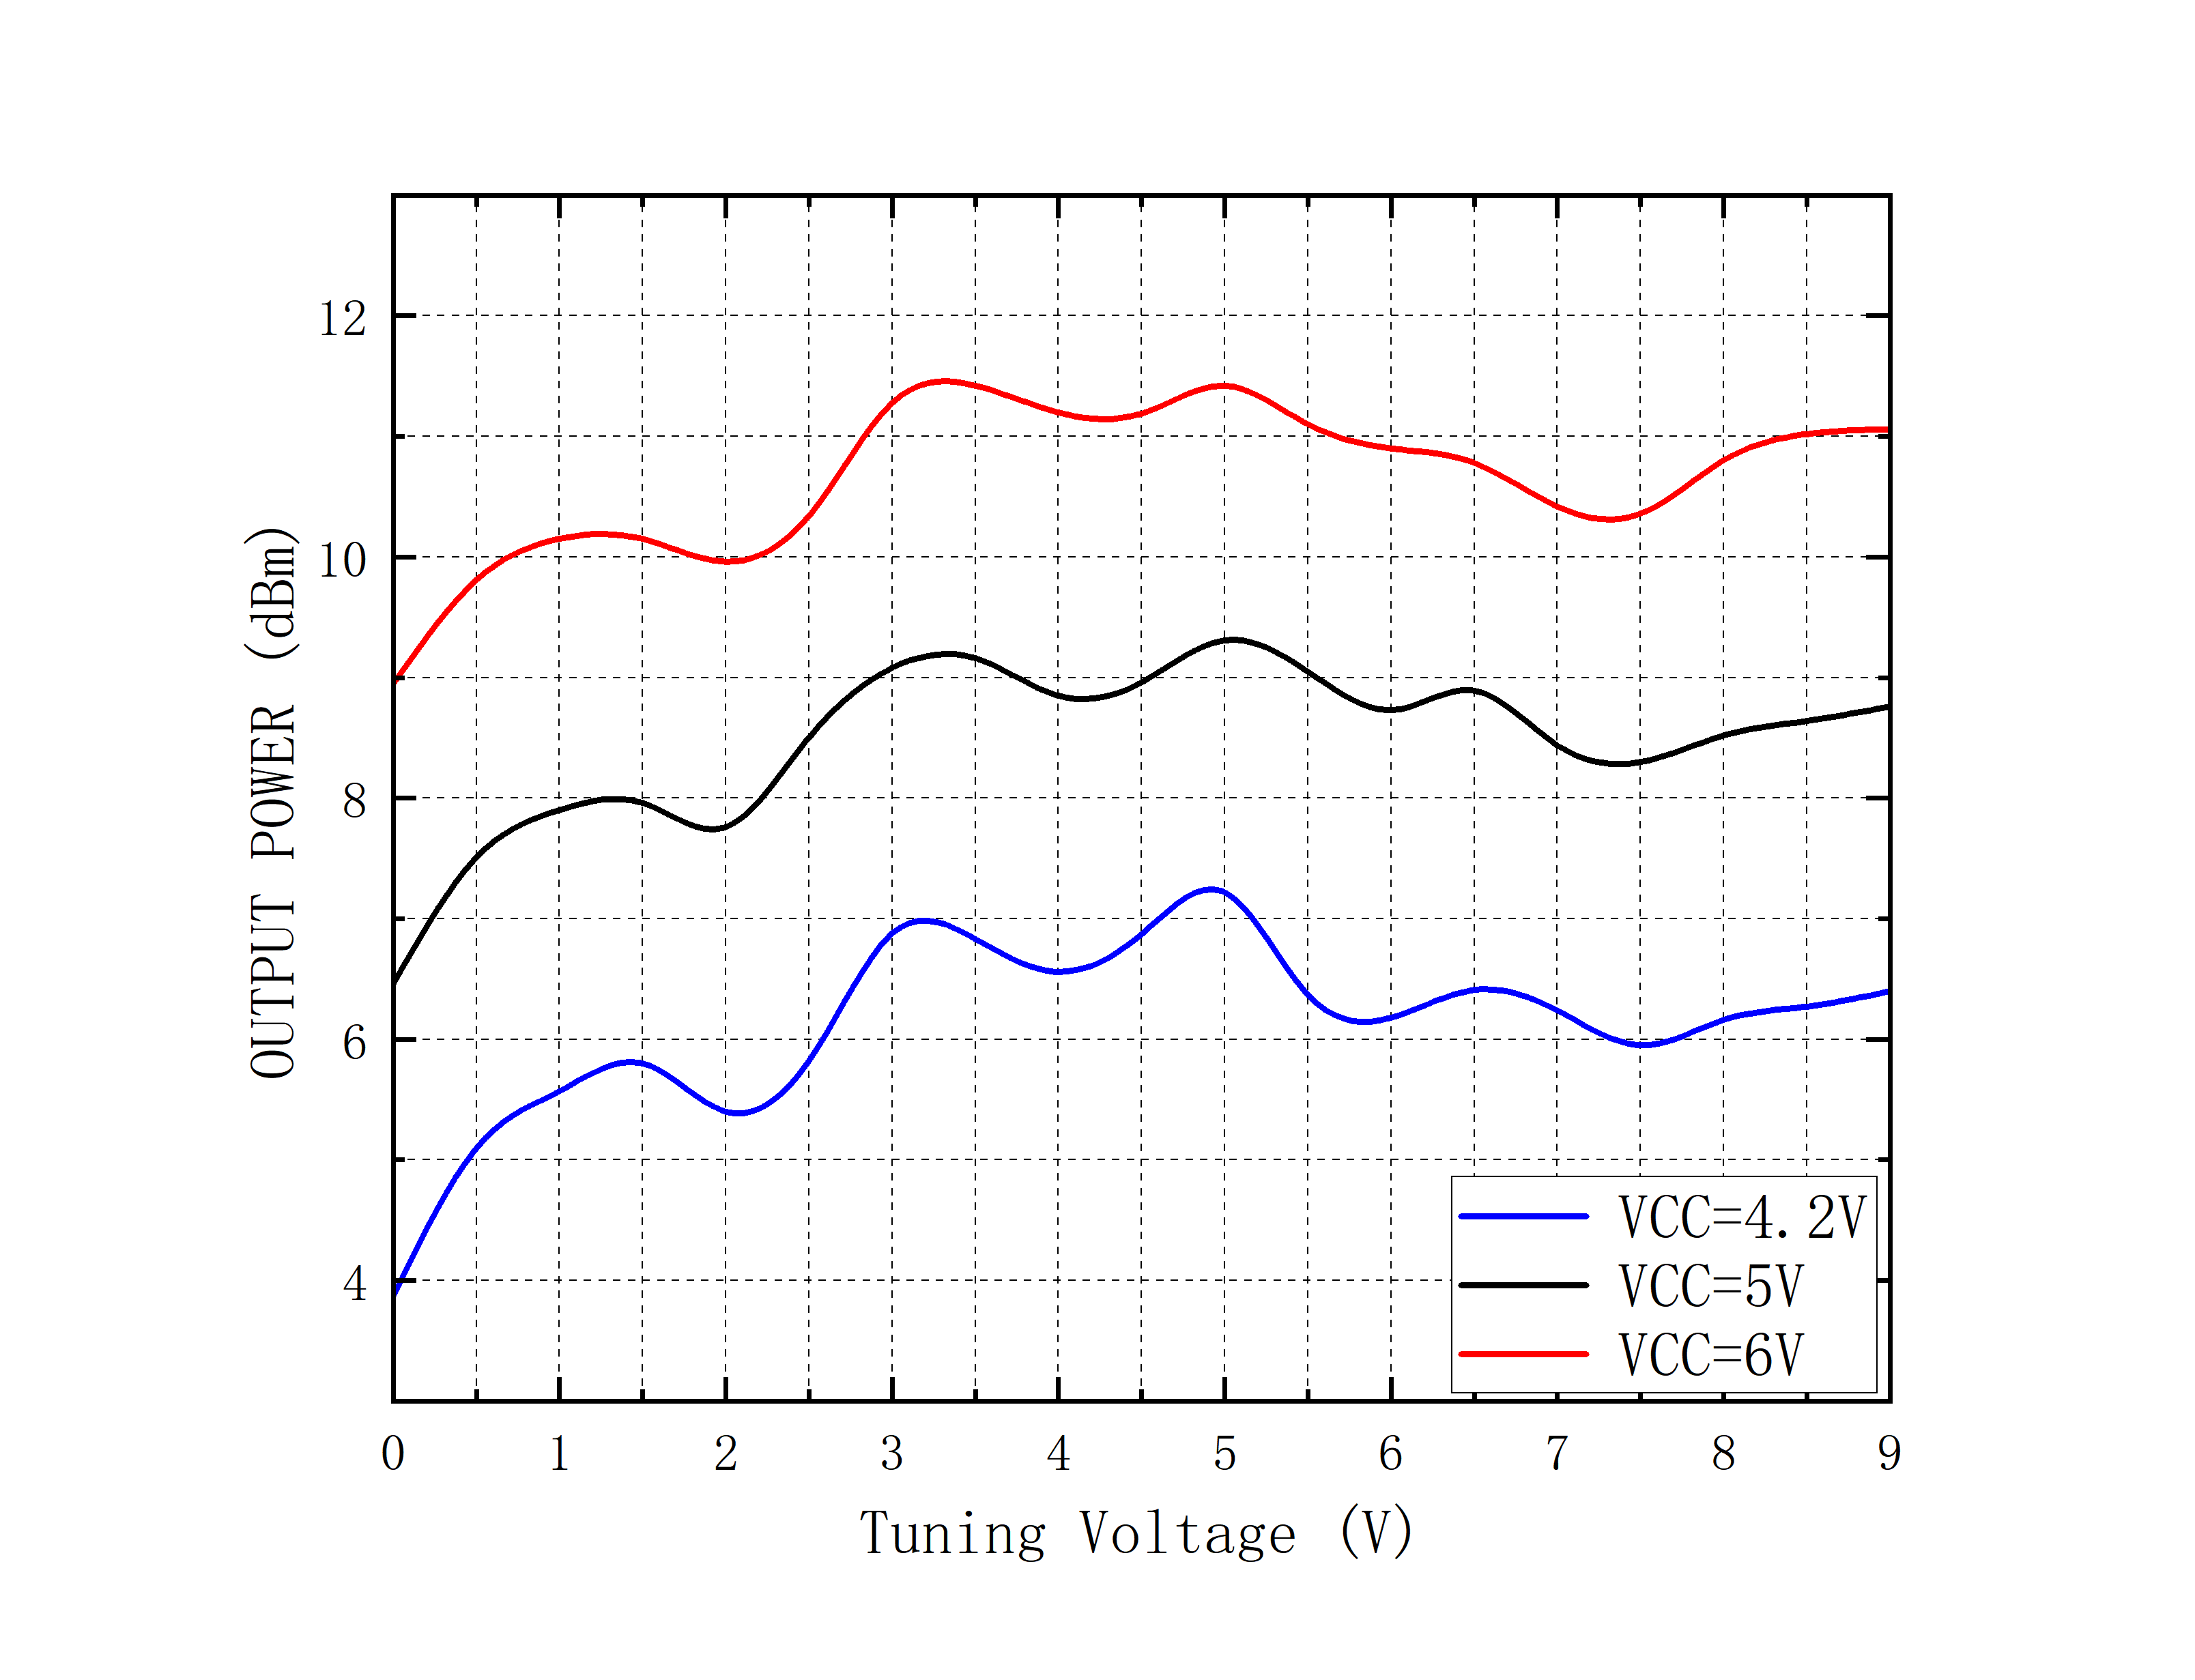 12
10
8
6
4
OUTPUT POWER (dBm)
VCC=4.2V
VCC=5V
VCC=6V
0 1 2 3 4 5 6 7 8 9
Tuning Voltage (V)